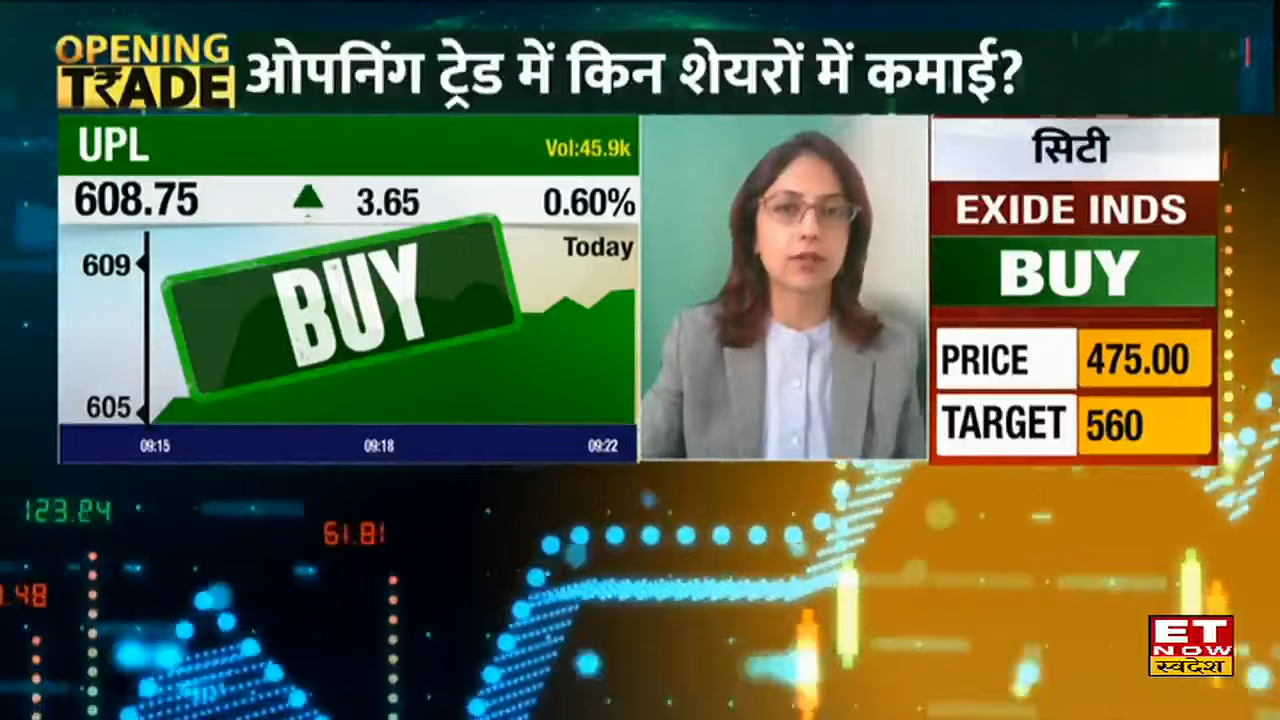 OPENING
TRADE
ओपनिंग ट्रेड में किन शेयरों में कमाई?
UPL
Vol:45.9k
608.75
3.65
0.60%
Today
609
605
BUY
09:15
09:18
09:22
सिटी
EXIDE INDS
BUY
PRICE 475.00
TARGET 560
123.84
61.81
.48
ET
NOW
स्वदेश